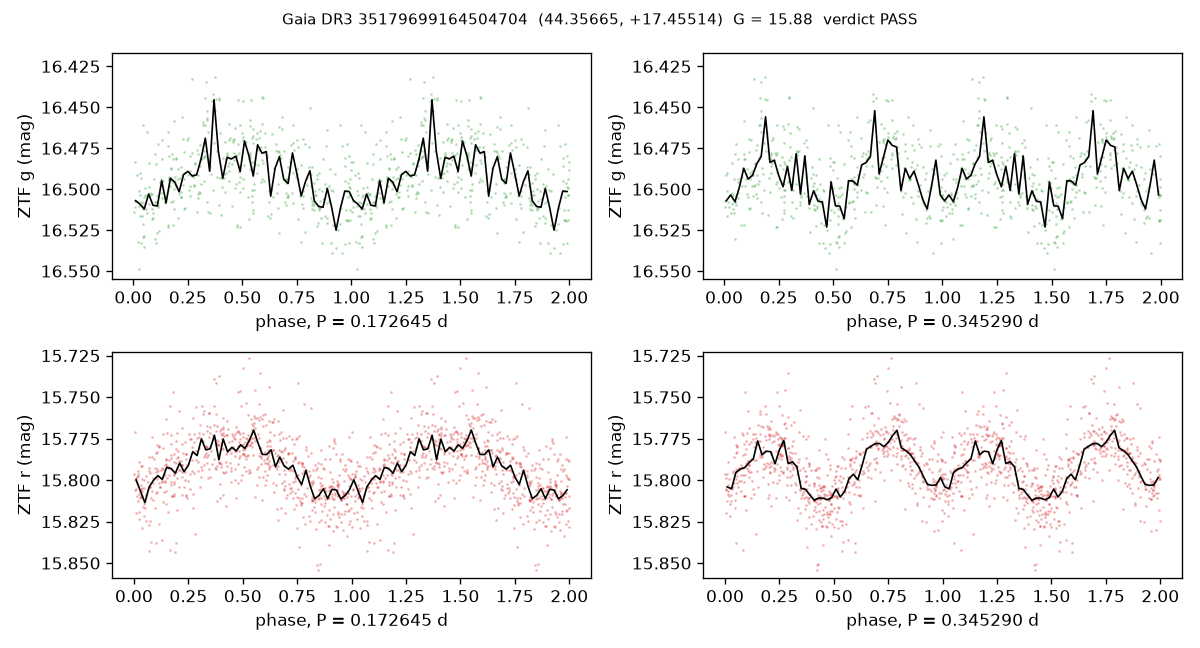 Gaia DR3 35179699164504704 (44.35665, +17.45514) G = 15.88 verdict PASS
ZTF g (mag)
16.425
16.450
16.475
16.500
16.525
16.550
0.00 0.25 0.50 0.75 1.00 1.25 1.50 1.75 2.00
phase, P = 0.172645 d
ZTF g (mag)
16.425
16.450
16.475
16.500
16.525
16.550
0.00 0.25 0.50 0.75 1.00 1.25 1.50 1.75 2.00
phase, P = 0.345290 d
ZTF r (mag)
15.725
15.750
15.775
15.800
15.825
15.850
0.00 0.25 0.50 0.75 1.00 1.25 1.50 1.75 2.00
phase, P = 0.172645 d
ZTF r (mag)
15.725
15.750
15.775
15.800
15.825
15.850
0.00 0.25 0.50 0.75 1.00 1.25 1.50 1.75 2.00
phase, P = 0.345290 d